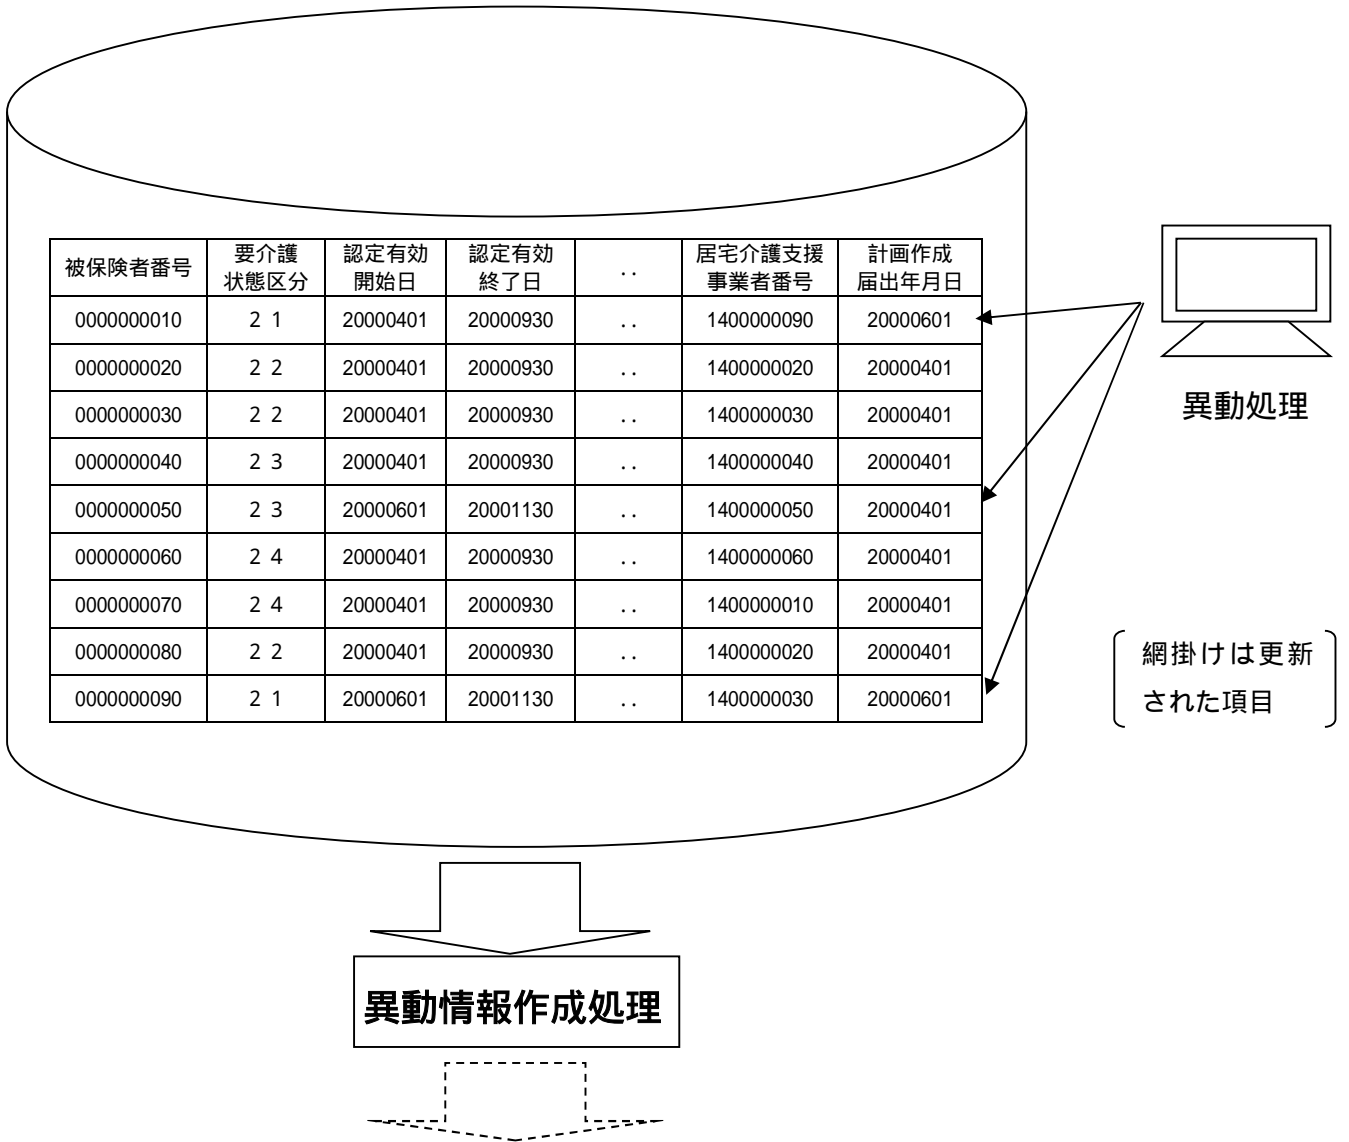 被保険者番号 要介護状態区分 認定有効開始日 認定有効終了日 .. 居宅介護支援事業者番号 計画作成届出年月日
0000000010 ２１ 20000401 20000930 .. 1400000090 20000601
0000000020 ２２ 20000401 20000930 .. 1400000020 20000401
0000000030 ２２ 20000401 20000930 .. 1400000030 20000401
0000000040 ２３ 20000401 20000930 .. 1400000040 20000401
0000000050 ２３ 20000601 20001130 .. 1400000050 20000401
0000000060 ２４ 20000401 20000930 .. 1400000060 20000401
0000000070 ２４ 20000401 20000930 .. 1400000010 20000401
0000000080 ２２ 20000401 20000930 .. 1400000020 20000401
0000000090 ２１ 20000601 20001130 .. 1400000030 20000601
異動処理
網掛けは更新
された項目
異動情報作成処理